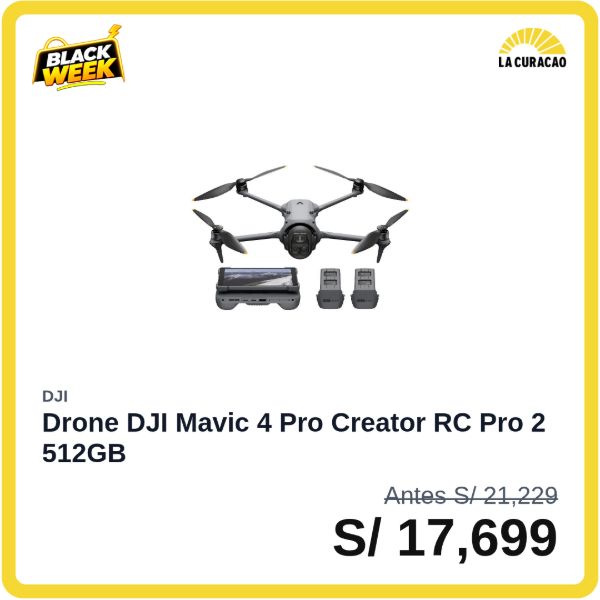 BLACK
WEEK
LA CURACAO
DJI
Drone DJI Mavic 4 Pro Creator RC Pro 2
512GB
Antes S/ 21,229
S/ 17,699